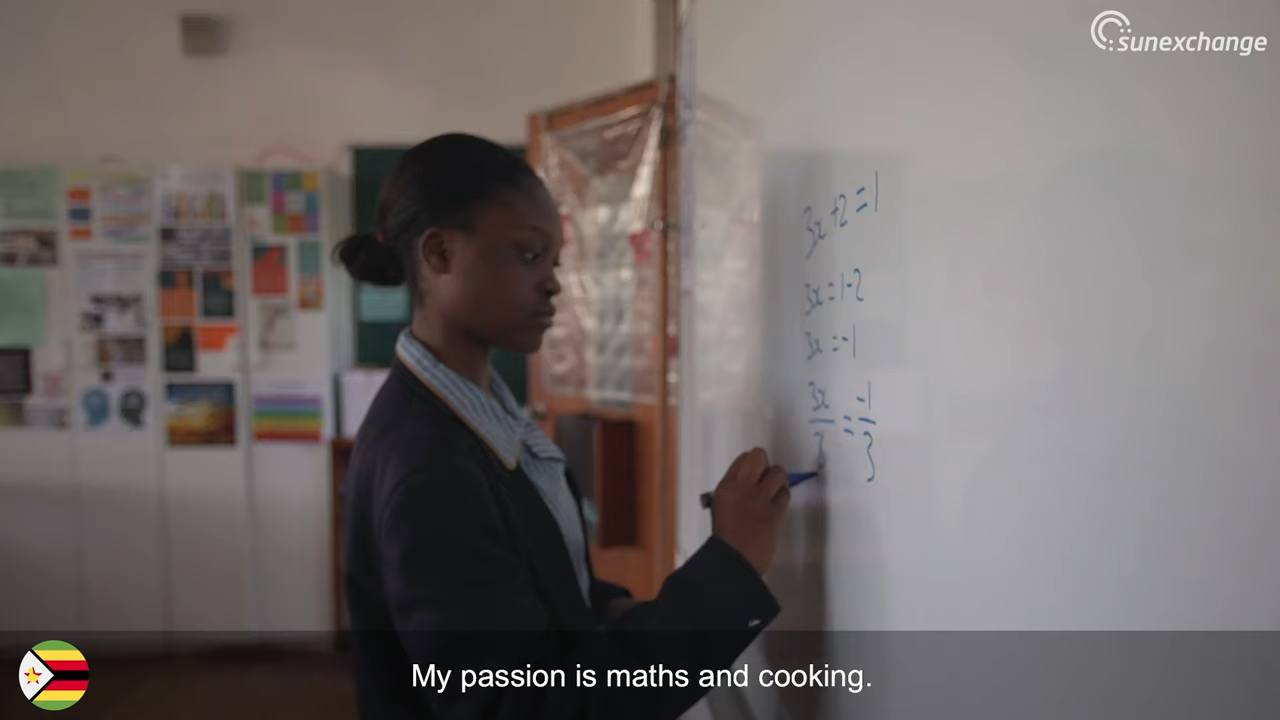 sunexchange
3x+2=1
3x=1-2
3x=-1
3x/3=-1/3
My passion is maths and cooking.